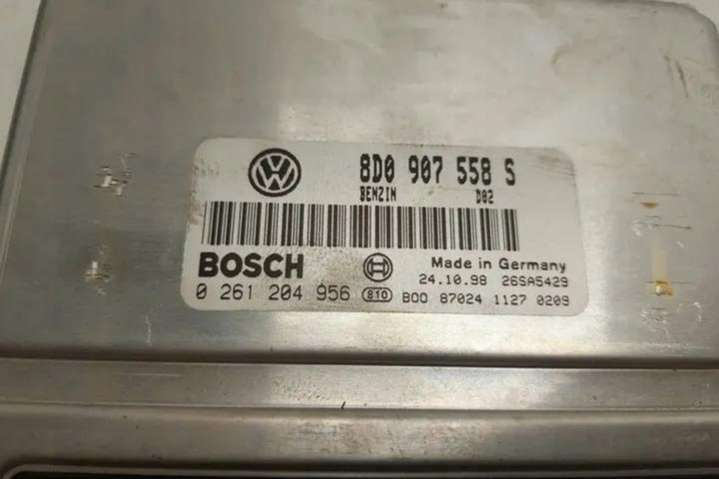 8D0 907 558 S
BENZIN D02
BOSCH Made in Germany
24.10.98 26SA5429
0 261 204 956 810 BOO 87024 1127 0209